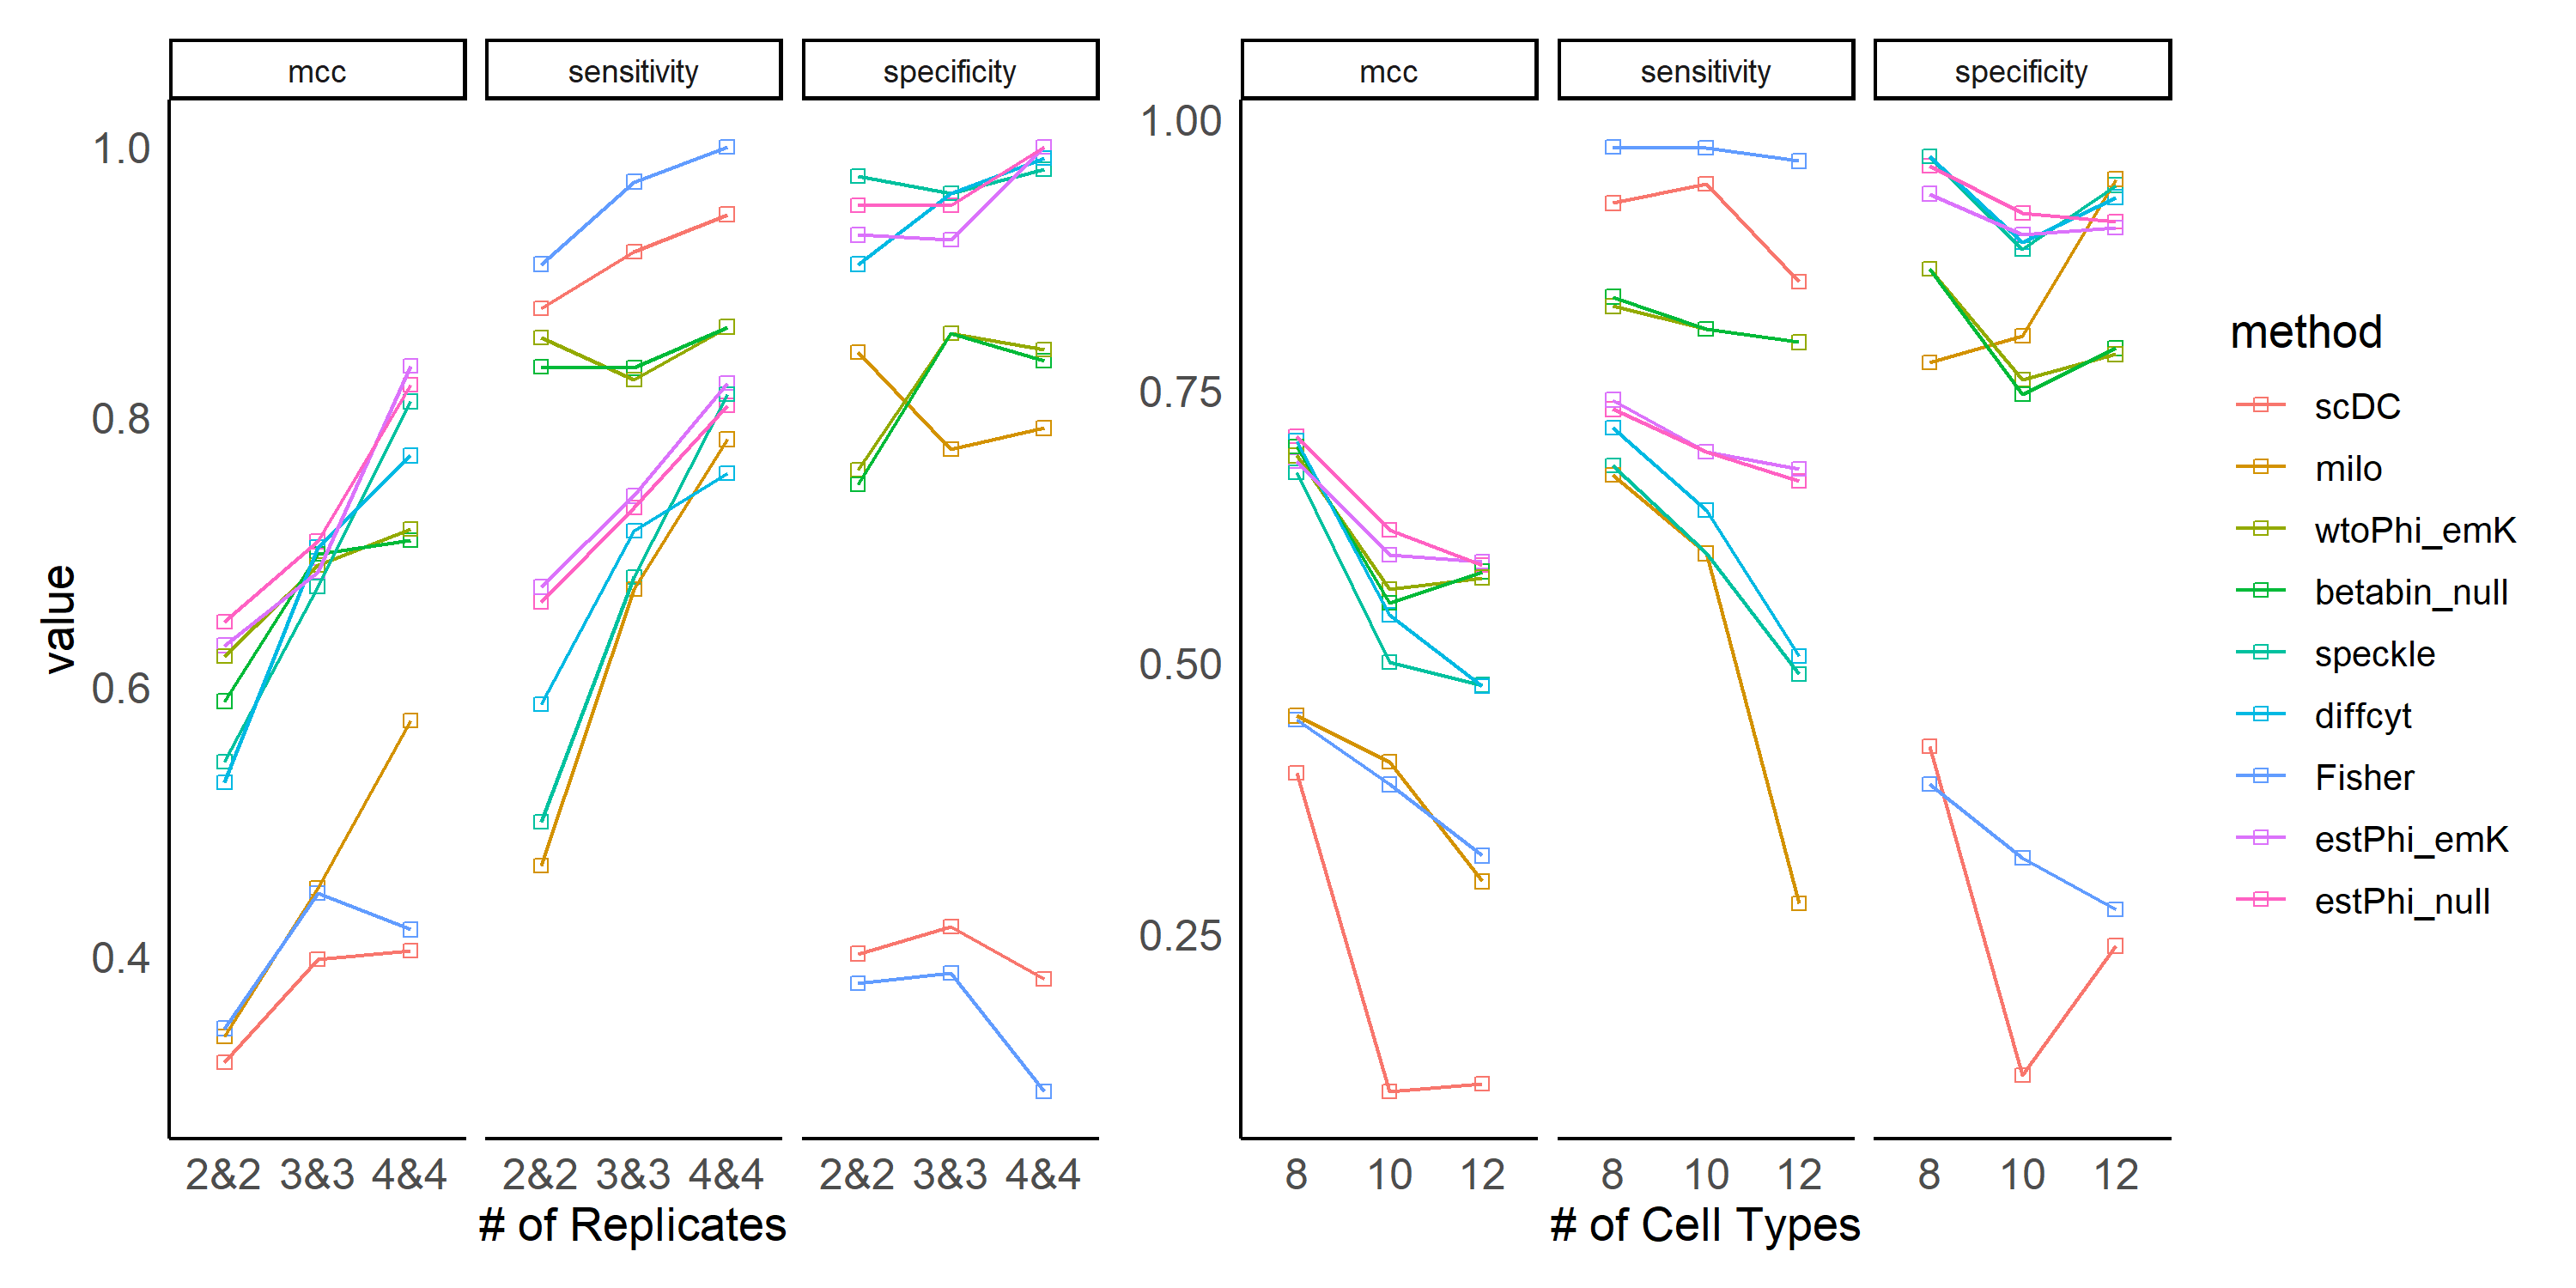 mcc sensitivity specificity mcc sensitivity specificity
1.0
0.8
0.6
0.4
value
2&2 3&3 4&4 2&2 3&3 4&4 2&2 3&3 4&4
# of Replicates
1.00
0.75
0.50
0.25
8 10 12 8 10 12 8 10 12
# of Cell Types
method
scDC
milo
wtoPhi_emK
betabin_null
speckle
diffcyt
Fisher
estPhi_emK
estPhi_null